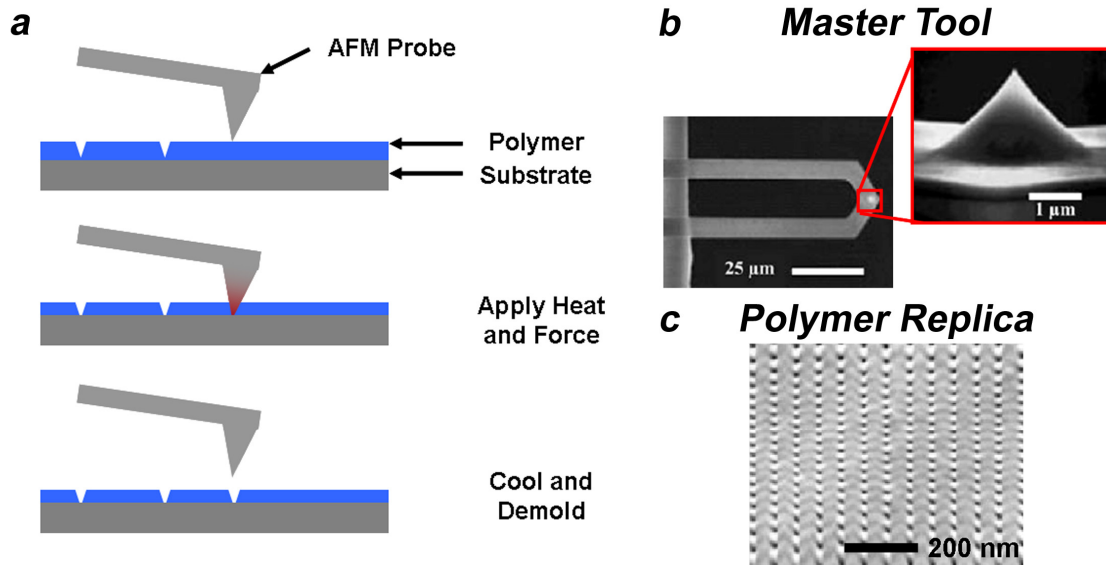 a
AFM Probe
Polymer
Substrate
Apply Heat
and Force
Cool and
Demold
b Master Tool
25 µm
1 µm
c Polymer Replica
200 nm